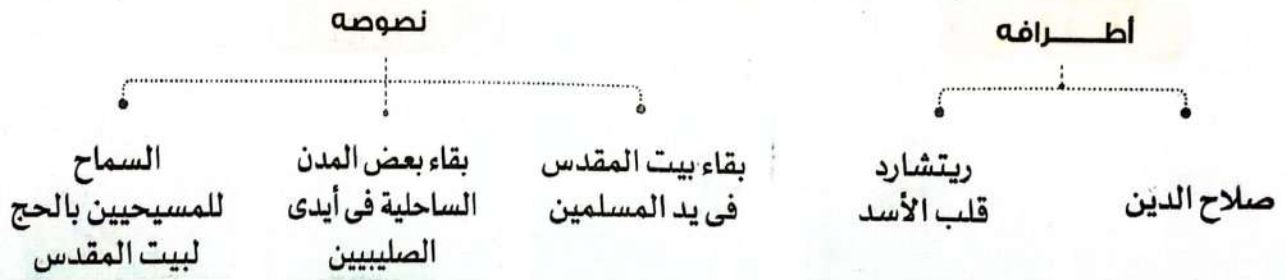 أطــــرافه
صلاح الدين
ريتشارد
قلب الأسد
نصوصه
بقاء بيت المقدس
فى يد المسلمين
بقاء بعض المدن
الساحلية فى أيدى
الصليبيين
السماح
للمسيحيين بالحج
لبيت المقدس